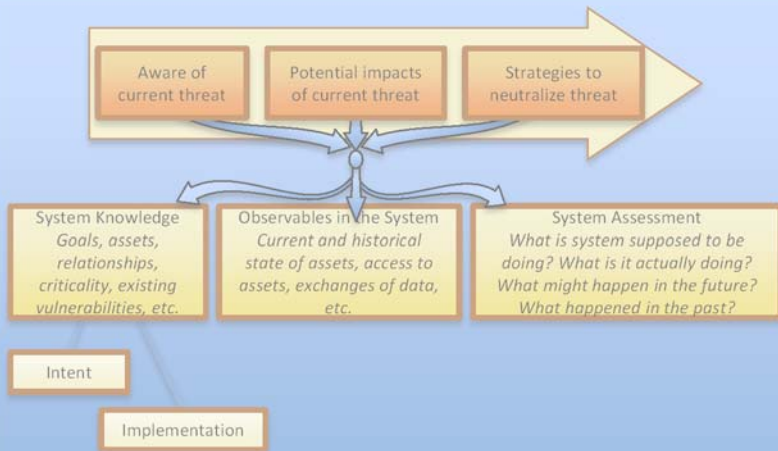 Aware of
current threat
Potential impacts
of current threat
Strategies to
neutralize threat
System Knowledge
Goals, assets,
relationships,
criticality, existing
vulnerabilities, etc.
Observables in the System
Current and historical
state of assets, access to
assets, exchanges of data,
etc.
System Assessment
What is system supposed to be
doing? What is it actually doing?
What might happen in the future?
What happened in the past?
Intent
Implementation